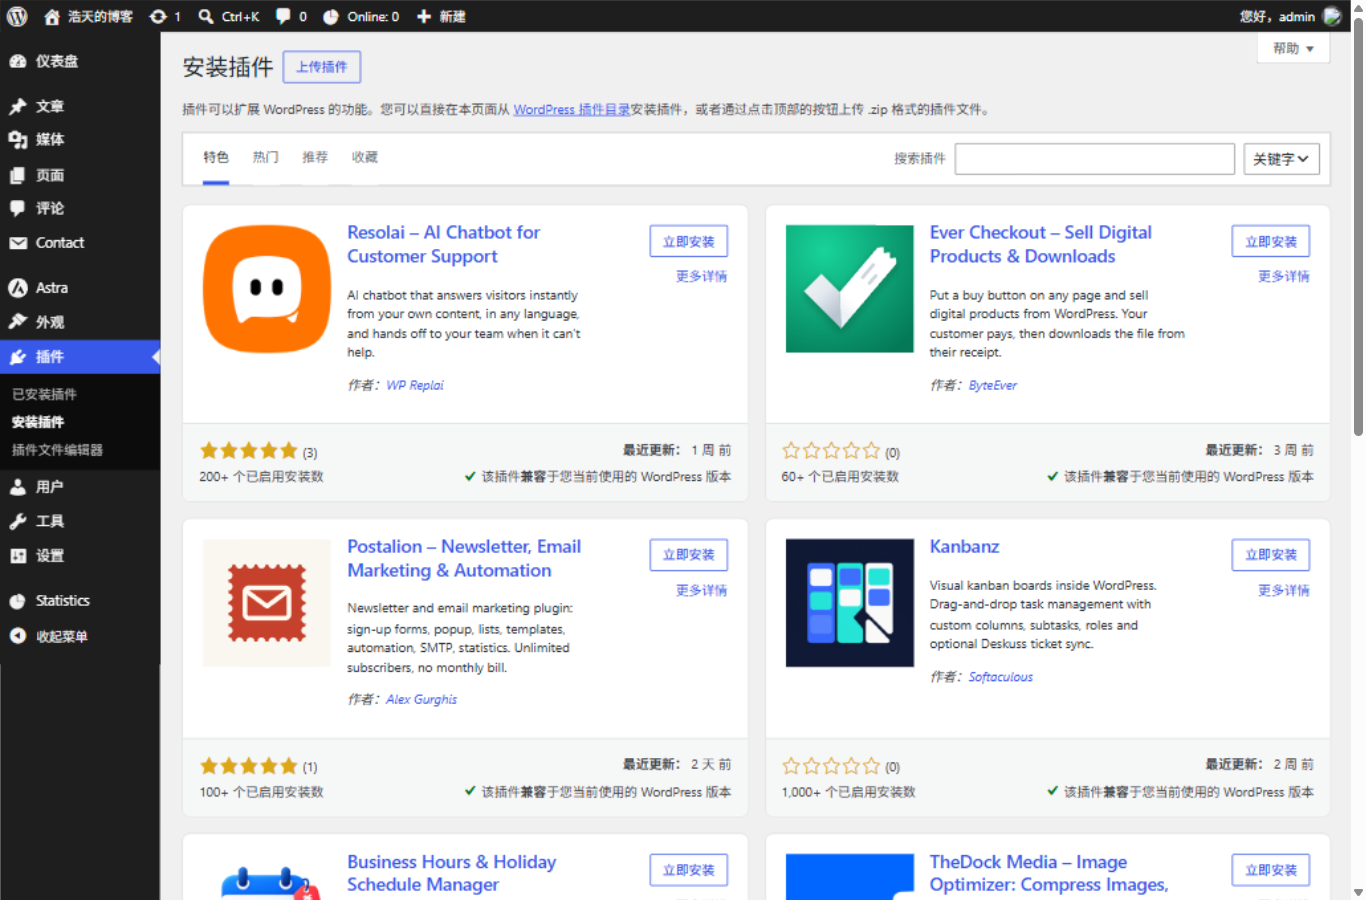 浩天的博客 1 Ctrl+K 0 Online: 0 新建 您好，admin
仪表盘
文章
媒体
页面
评论
Contact
Astra
外观
插件
已安装插件
安装插件
插件文件编辑器
用户
工具
设置
Statistics
收起菜单
帮助
安装插件 上传插件
插件可以扩展 WordPress 的功能。您可以直接在本页面从 WordPress 插件目录安装插件，或者通过点击顶部的按钮上传 .zip 格式的插件文件。
特色 热门 推荐 收藏 搜索插件 关键字
Resolai – AI Chatbot for
Customer Support
立即安装
更多详情
AI chatbot that answers visitors instantly
from your own content, in any language,
and hands off to your team when it can't
help.
作者：WP Replai
(3)
最近更新： 1 周 前
200+ 个已启用安装数
该插件兼容于您当前使用的 WordPress 版本
Ever Checkout – Sell Digital
Products & Downloads
立即安装
更多详情
Put a buy button on any page and sell
digital products from WordPress. Your
customer pays, then downloads the file from
their receipt.
作者：ByteEver
(0)
最近更新： 3 周 前
60+ 个已启用安装数
该插件兼容于您当前使用的 WordPress 版本
Postalion – Newsletter, Email
Marketing & Automation
立即安装
更多详情
Newsletter and email marketing plugin:
sign-up forms, popup, lists, templates,
automation, SMTP, statistics. Unlimited
subscribers, no monthly bill.
作者：Alex Gurghis
(1)
最近更新： 2 天 前
100+ 个已启用安装数
该插件兼容于您当前使用的 WordPress 版本
Kanbanz
立即安装
更多详情
Visual kanban boards inside WordPress.
Drag-and-drop task management with
custom columns, subtasks, roles and
optional Deskuss ticket sync.
作者：Softaculous
(0)
最近更新： 2 周 前
1,000+ 个已启用安装数
该插件兼容于您当前使用的 WordPress 版本
Business Hours & Holiday
Schedule Manager
立即安装
TheDock Media – Image
Optimizer: Compress Images,
立即安装